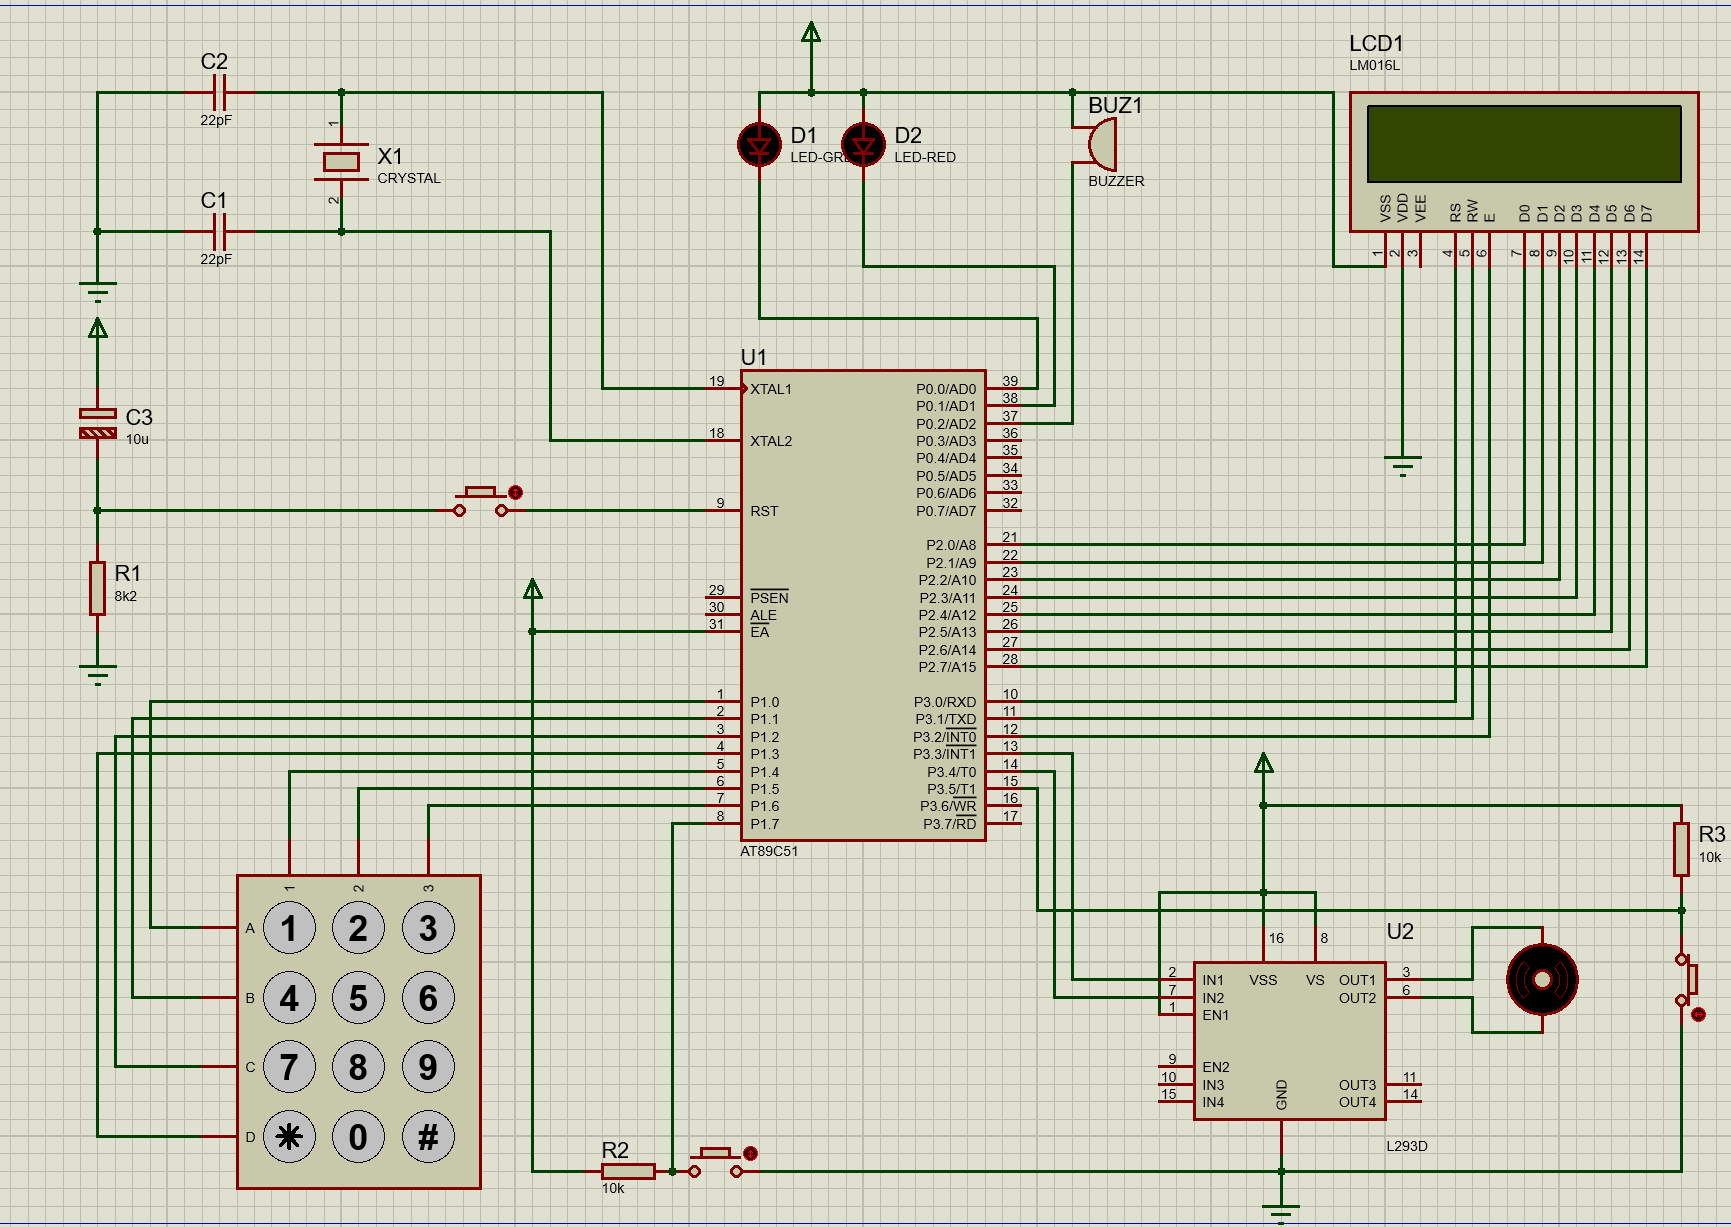 C2
22pF
1
X1
CRYSTAL
2
C1
22pF
C3
10u
R1
8k2
D1
LED-GR
D2
LED-RED
BUZ1
BUZZER
LCD1
LM016L
VSS VDD VEE RS RW E D0 D1 D2 D3 D4 D5 D6 D7
1 2 3 4 5 6 7 8 9 10 11 12 13 14
U1
19 XTAL1 P0.0/AD0 39
P0.1/AD1 38
P0.2/AD2 37
18 XTAL2 P0.3/AD3 36
P0.4/AD4 35
P0.5/AD5 34
P0.6/AD6 33
9 RST P0.7/AD7 32
P2.0/A8 21
P2.1/A9 22
P2.2/A10 23
29 PSEN P2.3/A11 24
30 ALE P2.4/A12 25
31 EA P2.5/A13 26
P2.6/A14 27
P2.7/A15 28
1 P1.0 P3.0/RXD 10
2 P1.1 P3.1/TXD 11
3 P1.2 P3.2/INT0 12
4 P1.3 P3.3/INT1 13
5 P1.4 P3.4/T0 14
6 P1.5 P3.5/T1 15
7 P1.6 P3.6/WR 16
8 P1.7 P3.7/RD 17
AT89C51
1 2 3
A 1 2 3
B 4 5 6
C 7 8 9
D * 0 #
R2
10k
R3
10k
U2
16 8
VSS VS
2 IN1 OUT1 3
7 IN2 OUT2 6
1 EN1
9 EN2
10 IN3 OUT3 11
15 IN4 OUT4 14
GND
L293D